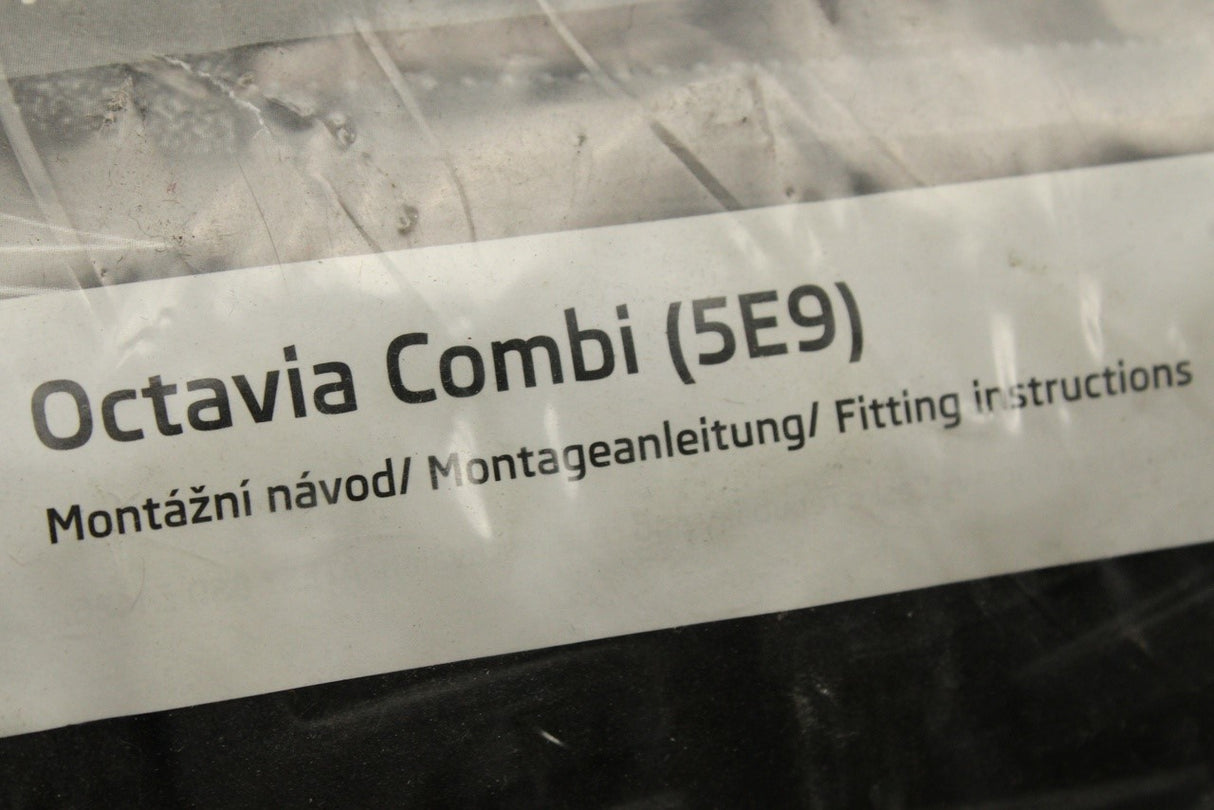 Octavia Combi (5E9)
Montážní návod/ Montageanleitung/ Fitting instructions